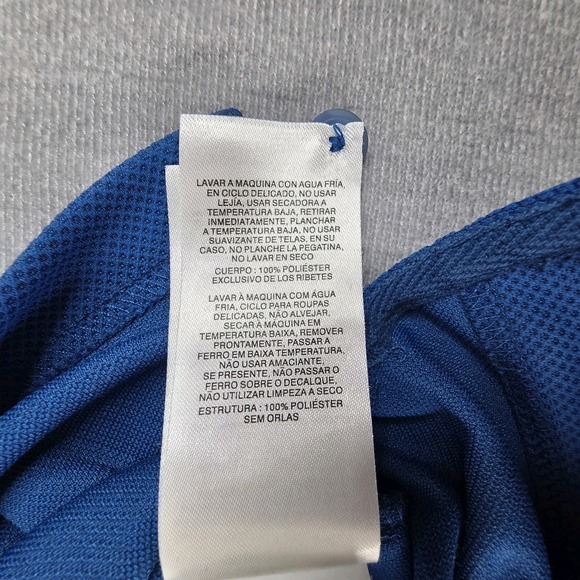 LAVAR A MAQUINA CON AGUA FRÍA,
EN CICLO DELICADO, NO USAR
LEJÍA, USAR SECADORA A
TEMPERATURA BAJA, RETIRAR
INMEDIATAMENTE, PLANCHAR
A TEMPERATURA BAJA, NO USAR
SUAVIZANTE DE TELAS, EN SU
CASO, NO PLANCHE LA PEGATINA,
NO LAVAR EN SECO
CUERPO : 100% POLIÉSTER
EXCLUSIVO DE LOS RIBETES
LAVAR À MAQUINA COM ÁGUA
FRIA, CICLO PARA ROUPAS
DELICADAS, NÃO ALVEJAR,
SECAR À MÁQUINA EM
TEMPERATURA BAIXA, REMOVER
PRONTAMENTE, PASSAR A
FERRO EM BAIXA TEMPERATURA,
NÃO USAR AMACIANTE,
SE PRESENTE, NÃO PASSAR O
FERRO SOBRE O DECALQUE,
NÃO UTILIZAR LIMPEZA A SECO
ESTRUTURA : 100% POLIÉSTER
SEM ORLAS